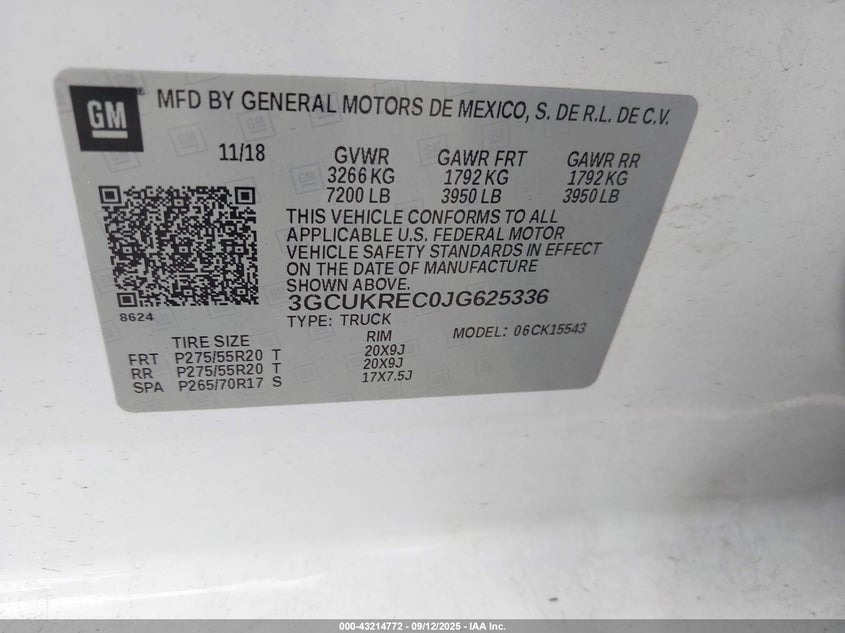 GM
MFD BY GENERAL MOTORS DE MEXICO, S. DE R.L. DE C.V.
11/18 GVWR GAWR FRT GAWR RR
3266 KG 1792 KG 1792 KG
7200 LB 3950 LB 3950 LB
THIS VEHICLE CONFORMS TO ALL
APPLICABLE U.S. FEDERAL MOTOR
VEHICLE SAFETY STANDARDS IN EFFECT
ON THE DATE OF MANUFACTURE
SHOWN ABOVE.
3GCUKREC0JG625336
8624
TYPE: TRUCK MODEL: 06CK15543
TIRE SIZE RIM
FRT P275/55R20 T 20X9J
RR P275/55R20 T 20X9J
SPA P265/70R17 S 17X7.5J
000-43214772 - 09/12/2025 - IAA Inc.